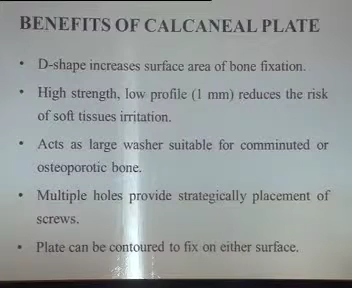 BENEFITS OF CALCANEAL PLATE
• D-shape increases surface area of bone fixation.
• High strength, low profile (1 mm) reduces the risk
of soft tissues irritation.
• Acts as large washer suitable for comminuted or
osteoporotic bone.
• Multiple holes provide strategically placement of
screws.
• Plate can be contoured to fix on either surface.